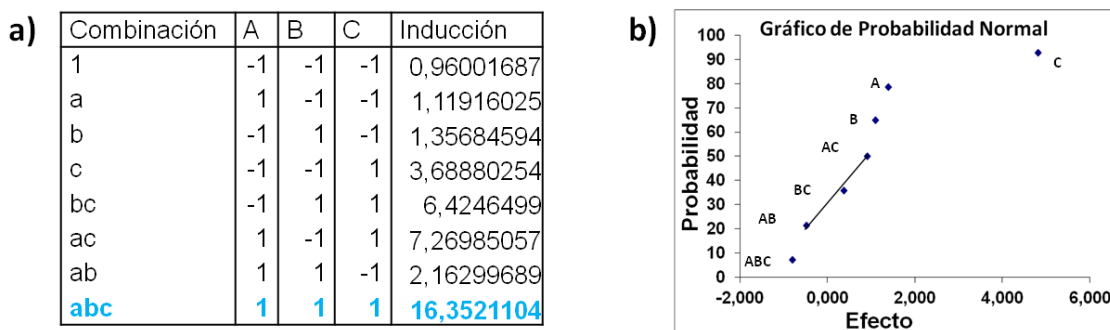 a)
Combinación A B C Inducción
1 -1 -1 -1 0,96001687
a 1 -1 -1 1,11916025
b -1 1 -1 1,35684594
c -1 -1 1 3,68880254
bc -1 1 1 6,4246499
ac 1 -1 1 7,26985057
ab 1 1 -1 2,16299689
abc 1 1 1 16,3521104
b)
Gráfico de Probabilidad Normal
Probabilidad
100
90
80
70
60
50
40
30
20
10
0
C
A
B
AC
BC
AB
ABC
-2,000 0,000 2,000 4,000 6,000
Efecto